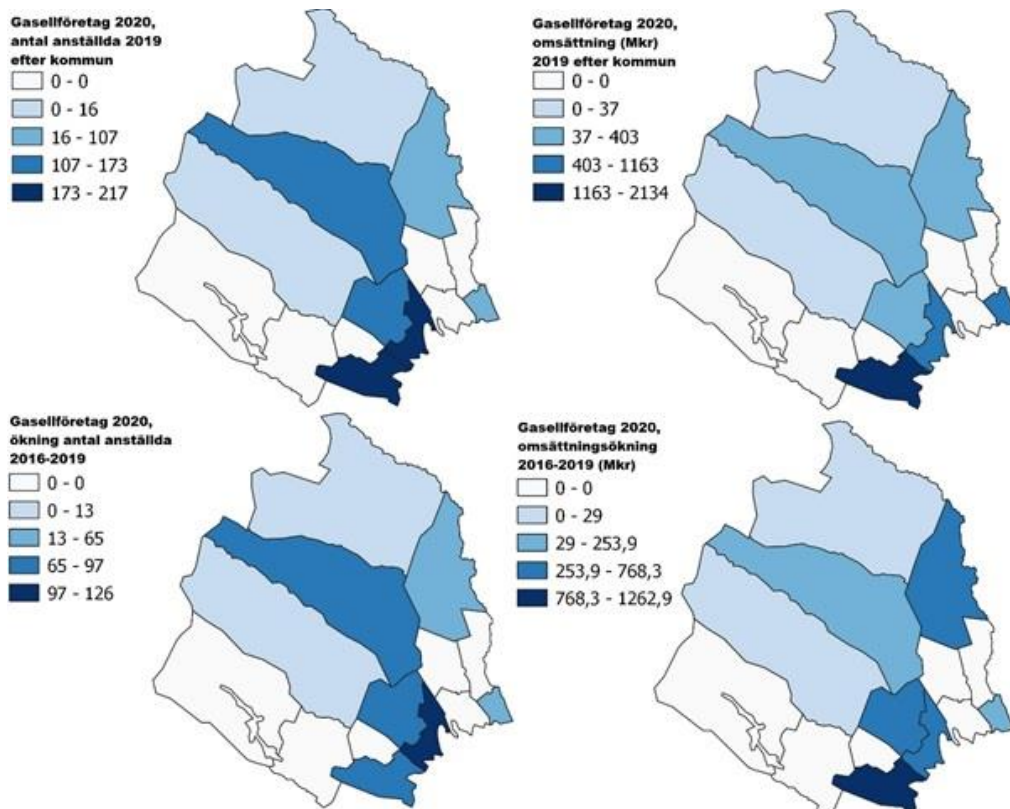 Gasellföretag 2020,
antal anställda 2019
efter kommun
0 - 0
0 - 16
16 - 107
107 - 173
173 - 217
Gasellföretag 2020,
omsättning (Mkr)
2019 efter kommun
0 - 0
0 - 37
37 - 403
403 - 1163
1163 - 2134
Gasellföretag 2020,
ökning antal anställda
2016-2019
0 - 0
0 - 13
13 - 65
65 - 97
97 - 126
Gasellföretag 2020,
omsättningsökning
2016-2019 (Mkr)
0 - 0
0 - 29
29 - 253,9
253,9 - 768,3
768,3 - 1262,9